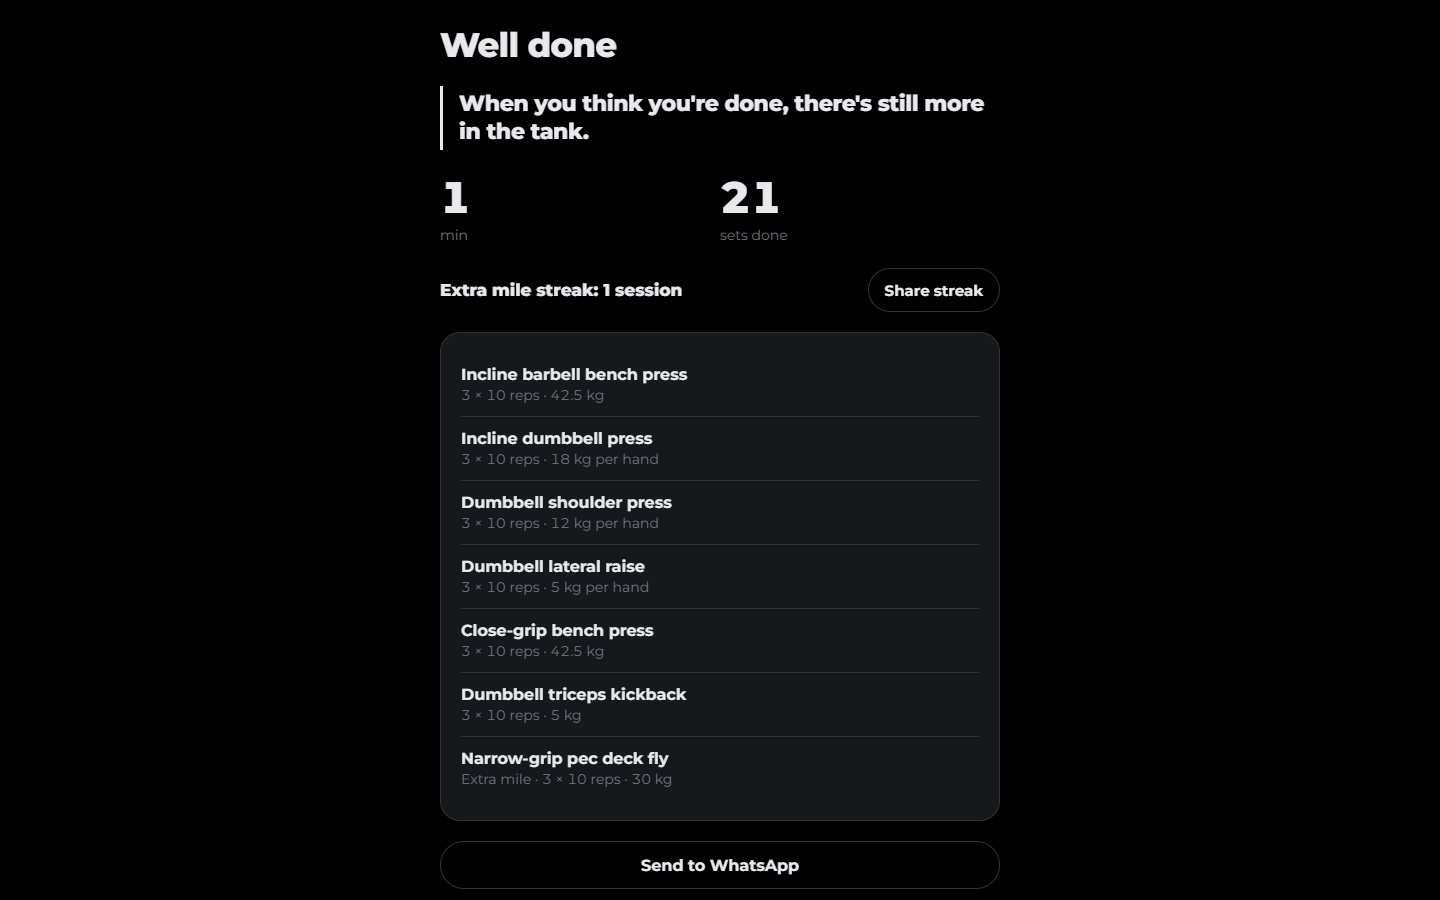 Well done
When you think you're done, there's still more
in the tank.
1
min
21
sets done
Extra mile streak: 1 session
Share streak
Incline barbell bench press
3 × 10 reps · 42.5 kg
Incline dumbbell press
3 × 10 reps · 18 kg per hand
Dumbbell shoulder press
3 × 10 reps · 12 kg per hand
Dumbbell lateral raise
3 × 10 reps · 5 kg per hand
Close-grip bench press
3 × 10 reps · 42.5 kg
Dumbbell triceps kickback
3 × 10 reps · 5 kg
Narrow-grip pec deck fly
Extra mile · 3 × 10 reps · 30 kg
Send to WhatsApp